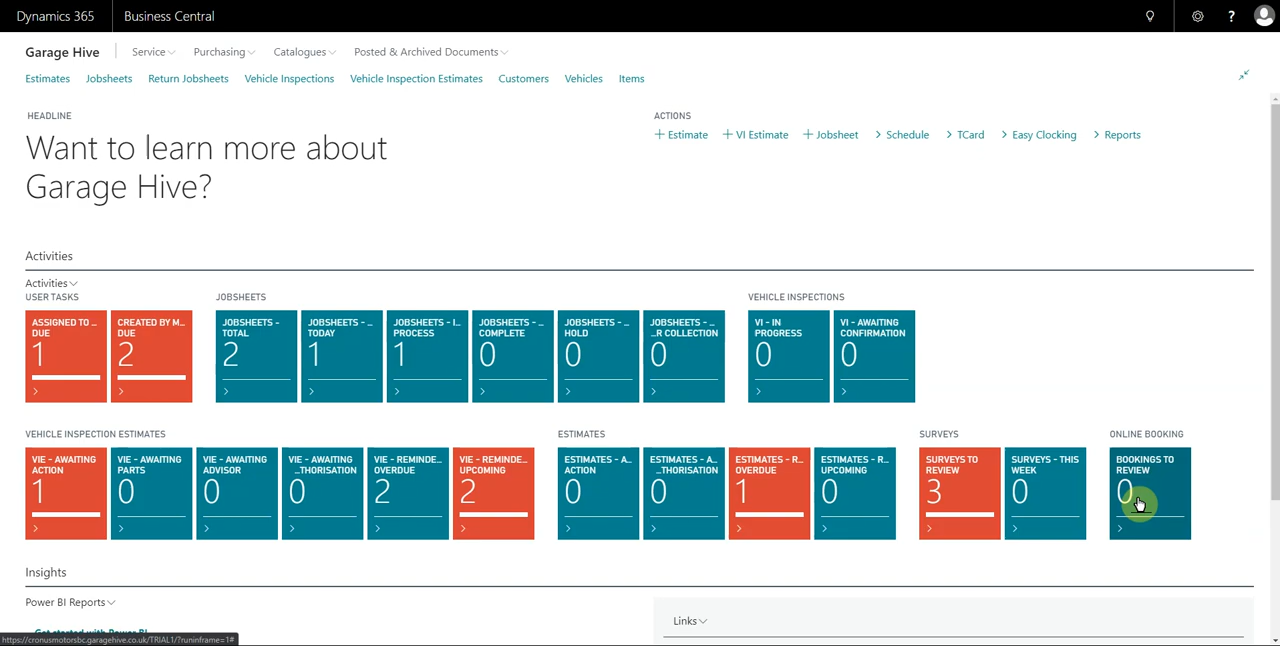 Dynamics 365 Business Central ?
Garage Hive Service Purchasing Catalogues Posted & Archived Documents
Estimates Jobsheets Return Jobsheets Vehicle Inspections Vehicle Inspection Estimates Customers Vehicles Items
HEADLINE
Want to learn more about
Garage Hive?
ACTIONS
+ Estimate + VI Estimate + Jobsheet > Schedule > TCard > Easy Clocking > Reports
Activities
Activities
USER TASKS JOBSHEETS VEHICLE INSPECTIONS
ASSIGNED TO ...
DUE
1
CREATED BY M...
DUE
2
JOBSHEETS -
TOTAL
2
JOBSHEETS - ...
TODAY
1
JOBSHEETS - I...
PROCESS
1
JOBSHEETS - ...
COMPLETE
0
JOBSHEETS - ...
HOLD
0
JOBSHEETS - ...
...R COLLECTION
0
VI - IN
PROGRESS
0
VI - AWAITING
CONFIRMATION
0
VEHICLE INSPECTION ESTIMATES ESTIMATES SURVEYS ONLINE BOOKING
VIE - AWAITING
ACTION
1
VIE - AWAITING
PARTS
0
VIE - AWAITING
ADVISOR
0
VIE - AWAITING
...THORISATION
0
VIE - REMINDE...
OVERDUE
2
VIE - REMINDE...
UPCOMING
2
ESTIMATES - A...
ACTION
0
ESTIMATES - A...
...THORISATION
0
ESTIMATES - R...
OVERDUE
1
ESTIMATES - R...
UPCOMING
0
SURVEYS TO
REVIEW
3
SURVEYS - THIS
WEEK
0
BOOKINGS TO
REVIEW
0
Insights
Power BI Reports
Get started with Power BI
Links
https://cronusmotorsbc.garagehive.co.uk/TRIAL1/?runinframe=1#